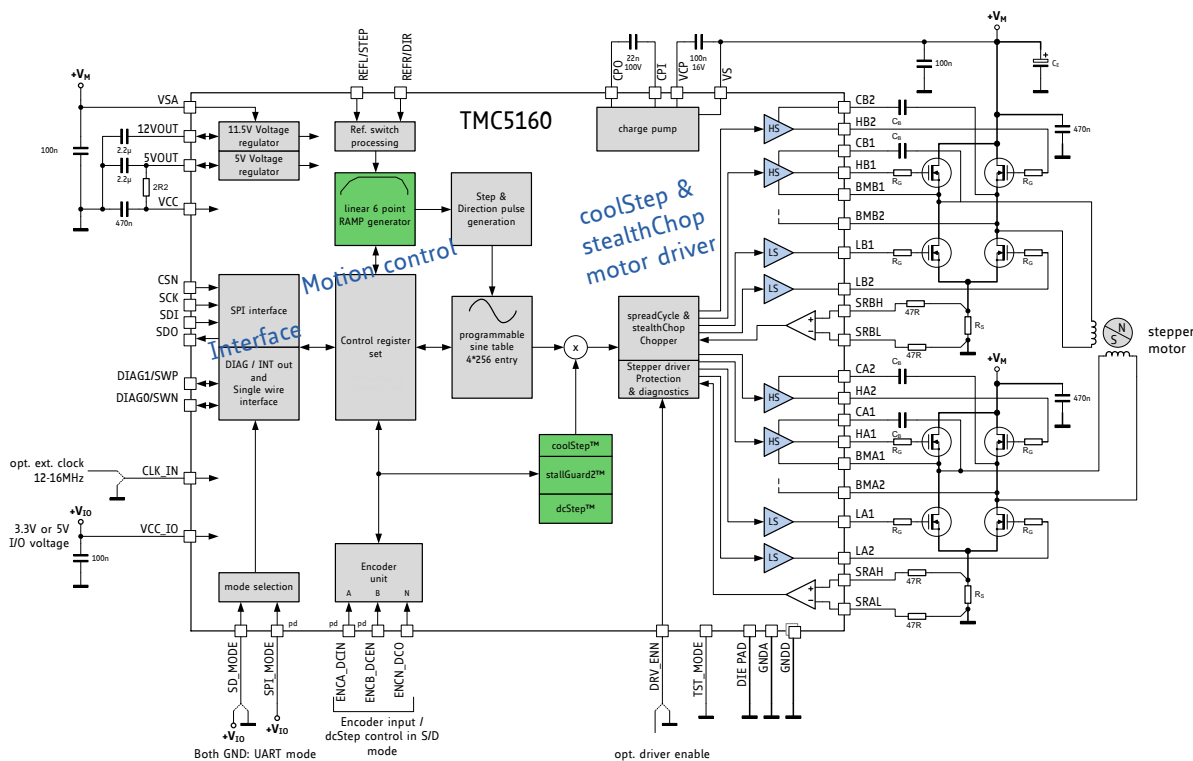 +VM
REFL/STEP
REFR/DIR
CPO
22n
100V
CPI
VCP
100n
16V
VS
+VM
100n
CE
+VM
VSA
100n
12VOUT
2.2µ
5VOUT
2.2µ
2R2
VCC
470n
11.5V Voltage
regulator
5V Voltage
regulator
Ref. switch
processing
TMC5160
charge pump
linear 6 point
RAMP generator
Step &
Direction pulse
generation
coolStep &
stealthChop
motor driver
Motion control
Interface
CSN
SCK
SDI
SDO
DIAG1/SWP
DIAG0/SWN
SPI interface
DIAG / INT out
and
Single wire
interface
Control register
set
programmable
sine table
4*256 entry
x
spreadCycle &
stealthChop
Chopper
Stepper driver
Protection
& diagnostics
coolStep™
stallGuard2™
dcStep™
HS
HS
LS
LS
+
−
HS
HS
LS
LS
+
−
CB2
CB
HB2
CB1
CB
HB1
RG
RG
BMB1
BMB2
LB1
RG
RG
LB2
SRBH
47R
RS
SRBL
47R
470n
N
S
stepper
motor
+VM
CA2
CB
HA2
CA1
CB
HA1
RG
RG
BMA1
BMA2
LA1
RG
RG
LA2
SRAH
47R
RS
SRAL
47R
470n
opt. ext. clock
12-16MHz
CLK_IN
+VIO
3.3V or 5V
I/O voltage
VCC_IO
100n
mode selection
Encoder
unit
A
B
N
pd
pd
pd
SD_MODE
SPI_MODE
ENCA_DCIN
ENCB_DCEN
ENCN_DCO
DRV_ENN
TST_MODE
DIE PAD
GNDA
GNDD
+VIO
+VIO
Both GND: UART mode
Encoder input /
dcStep control in S/D
mode
opt. driver enable